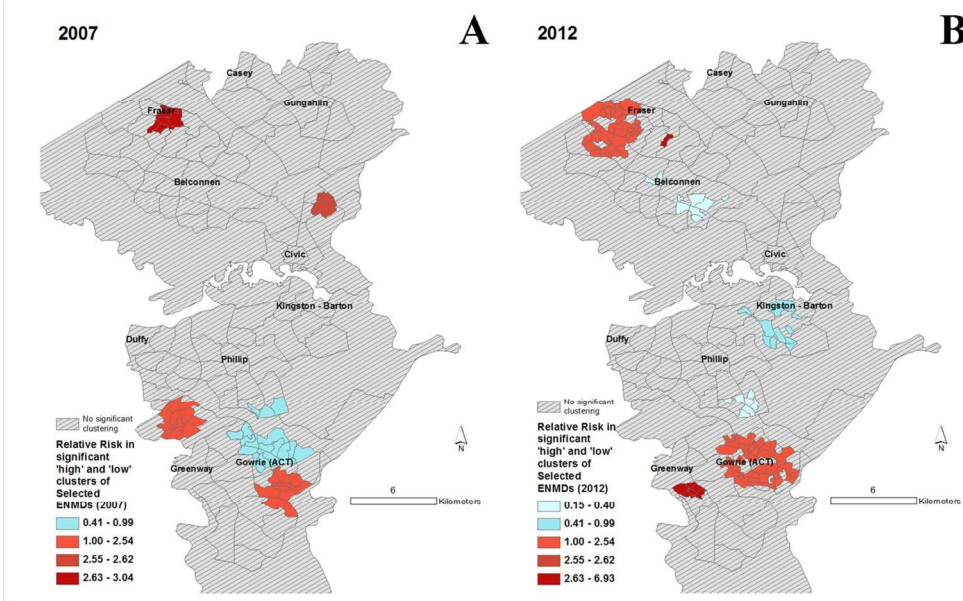 2007
A
Casey
Gungahlin
Fraser
Belconnen
Civic
Kingston - Barton
Duffy
Phillip
Greenway
Gowrie (ACT)
No significant
clustering
Relative Risk in
significant
'high' and 'low'
clusters of
Selected
ENMDs (2007)
0.41 - 0.99
1.00 - 2.54
2.55 - 2.62
2.63 - 3.04
N
6
Kilometers
2012
B
Casey
Gungahlin
Fraser
Belconnen
Civic
Kingston - Barton
Duffy
Phillip
Greenway
Gowrie (ACT)
No significant
clustering
Relative Risk in
significant
'high' and 'low'
clusters of
Selected
ENMDs (2012)
0.15 - 0.40
0.41 - 0.99
1.00 - 2.54
2.55 - 2.62
2.63 - 6.93
N
6
Kilometers